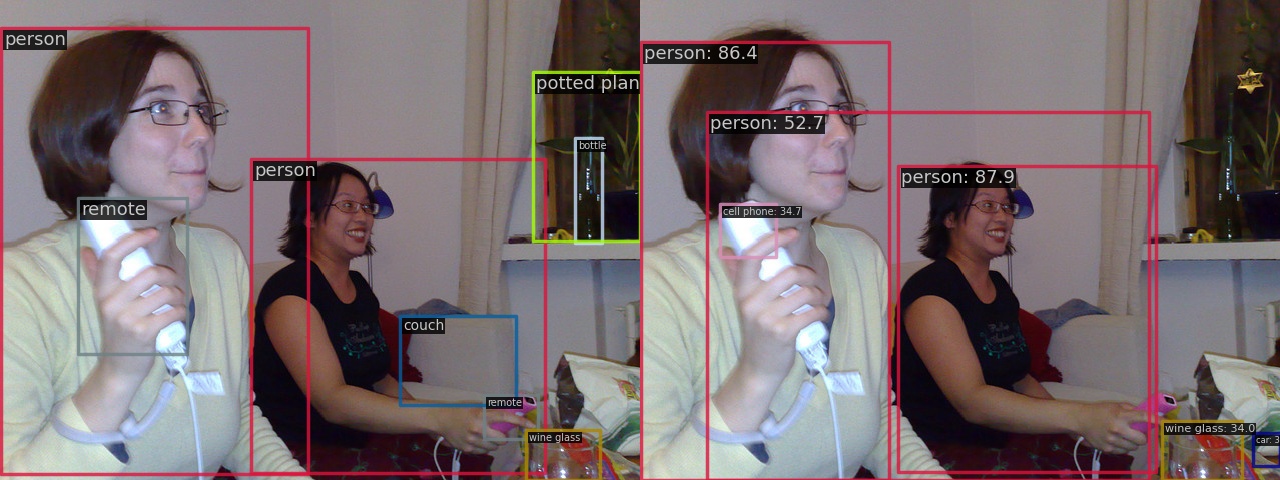 person
potted plan
bottle
person
remote
couch
remote
wine glass
person: 86.4
person: 52.7
person: 87.9
cell phone: 34.7
wine glass: 34.0
car: 3